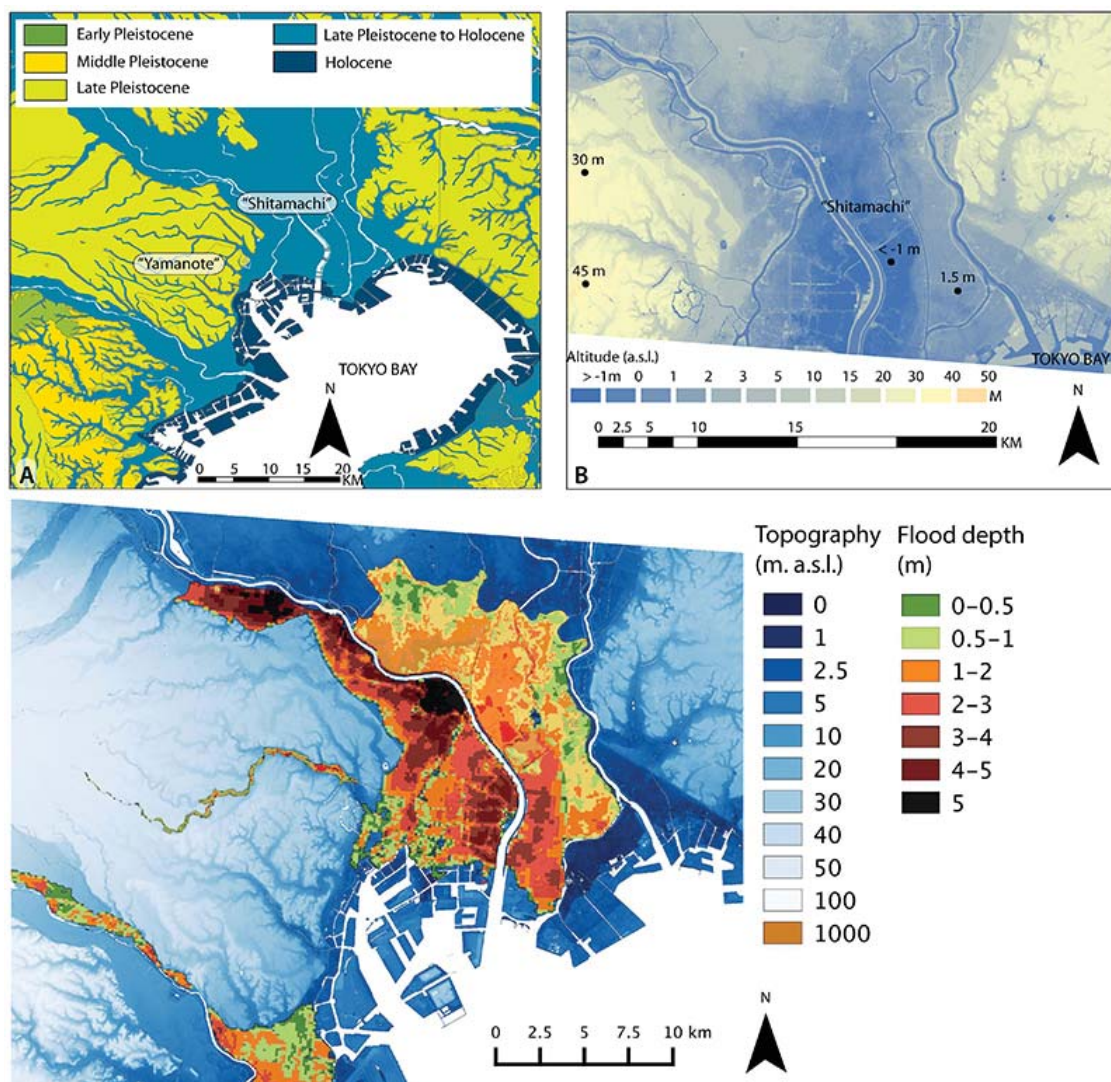 Early Pleistocene
Middle Pleistocene
Late Pleistocene
Late Pleistocene to Holocene
Holocene
"Shitamachi"
"Yamanote"
TOKYO BAY
N
A
0 5 10 15 20
KM
30 m
"Shitamachi"
< -1 m
45 m
1.5 m
TOKYO BAY
Altitude (a.s.l.)
>-1m 0 1 2 3 5 10 15 20 30 40 50
M
N
0 2.5 5 10 15 20
KM
B
Topography
(m. a.s.l.)
0
1
2.5
5
10
20
30
40
50
100
1000
Flood depth
(m)
0-0.5
0.5-1
1-2
2-3
3-4
4-5
5
N
0 2.5 5 7.5 10 km